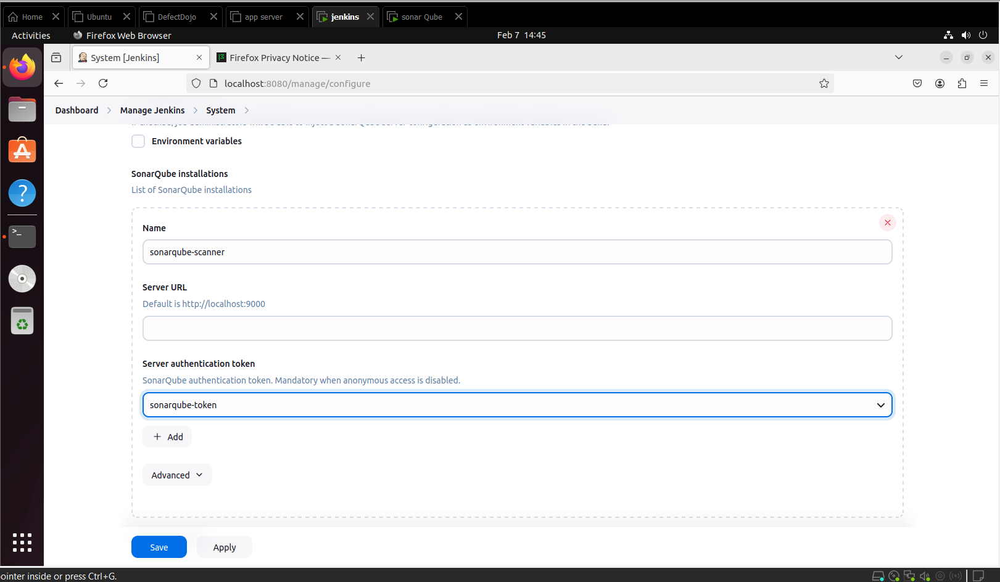 Home
Ubuntu
DefectDojo
app server
jenkins
sonar Qube
Activities
Firefox Web Browser
Feb 7 14:45
System [Jenkins]
Firefox Privacy Notice —
localhost:8080/manage/configure
Dashboard
Manage Jenkins
System
Environment variables
SonarQube installations
List of SonarQube installations
Name
sonarqube-scanner
Server URL
Default is http://localhost:9000
Server authentication token
SonarQube authentication token. Mandatory when anonymous access is disabled.
sonarqube-token
+ Add
Advanced
Save
Apply
ointer inside or press Ctrl+G.